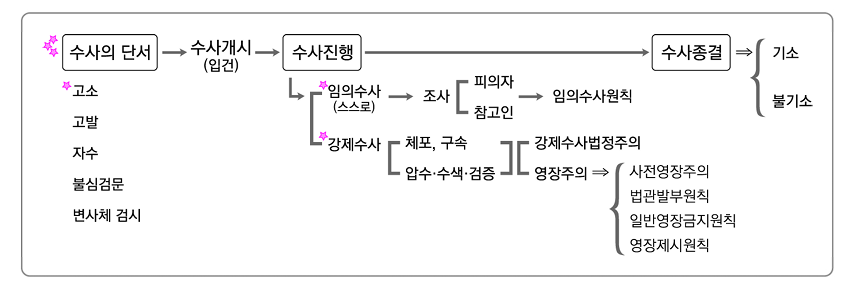 수사의 단서
수사개시
(입건)
수사진행
수사종결
기소
불기소
고소
고발
자수
불심검문
변사체 검시
임의수사
(스스로)
조사
피의자
참고인
임의수사원칙
강제수사
체포, 구속
압수·수색·검증
강제수사법정주의
영장주의
사전영장주의
법관발부원칙
일반영장금지원칙
영장제시원칙